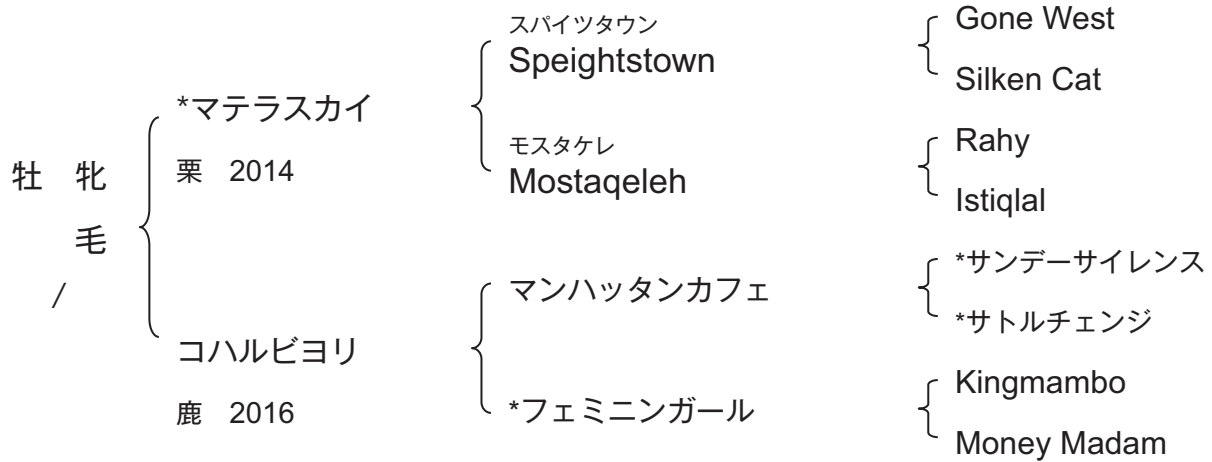 牡 牝
毛
/
*マテラスカイ
栗 2014
コハルビヨリ
鹿 2016
スパイツタウン
Speightstown
モスタケレ
Mostaqeleh
マンハッタンカフェ
*フェミニンガール
Gone West
Silken Cat
Rahy
Istiqlal
*サンデーサイレンス
*サトルチェンジ
Kingmambo
Money Madam